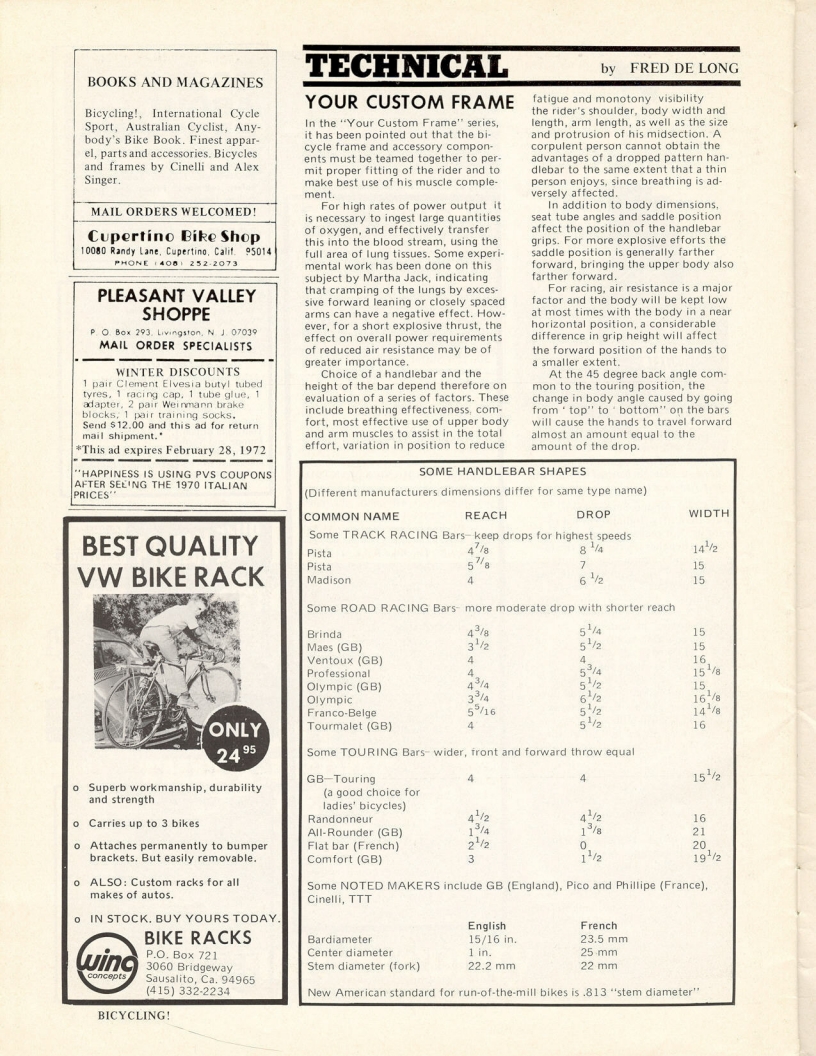 BOOKS AND MAGAZINES
Bicycling!, International Cycle
Sport, Australian Cyclist, Any-
body's Bike Book. Finest appar-
el, parts and accessories. Bicycles
and frames by Cinelli and Alex
Singer.
MAIL ORDERS WELCOMED!
Cupertino Bike Shop
10080 Randy Lane, Cupertino, Calif. 95014
PHONE (408) 252-2073
PLEASANT VALLEY
SHOPPE
P. O. Box 293, Livingston, N. J. 07039
MAIL ORDER SPECIALISTS
WINTER DISCOUNTS
1 pair Clement Elvesia butyl tubed
tyres, 1 racing cap, 1 tube glue, 1
adapter, 2 pair Weinmann brake
blocks, 1 pair training socks.
Send $12.00 and this ad for return
mail shipment.*
*This ad expires February 28, 1972
"HAPPINESS IS USING PVS COUPONS
AFTER SEEING THE 1970 ITALIAN
PRICES"
BEST QUALITY
VW BIKE RACK
ONLY
24 95
o Superb workmanship, durability
and strength
o Carries up to 3 bikes
o Attaches permanently to bumper
brackets. But easily removable.
o ALSO: Custom racks for all
makes of autos.
o IN STOCK. BUY YOURS TODAY.
wing
concepts
BIKE RACKS
P.O. Box 721
3060 Bridgeway
Sausalito, Ca. 94965
(415) 332-2234
TECHNICAL by FRED DE LONG
YOUR CUSTOM FRAME
In the "Your Custom Frame" series,
it has been pointed out that the bi-
cycle frame and accessory compon-
ents must be teamed together to per-
mit proper fitting of the rider and to
make best use of his muscle comple-
ment.
For high rates of power output it
is necessary to ingest large quantities
of oxygen, and effectively transfer
this into the blood stream, using the
full area of lung tissues. Some experi-
mental work has been done on this
subject by Martha Jack, indicating
that cramping of the lungs by exces-
sive forward leaning or closely spaced
arms can have a negative effect. How-
ever, for a short explosive thrust, the
effect on overall power requirements
of reduced air resistance may be of
greater importance.
Choice of a handlebar and the
height of the bar depend therefore on
evaluation of a series of factors. These
include breathing effectiveness, com-
fort, most effective use of upper body
and arm muscles to assist in the total
effort, variation in position to reduce
fatigue and monotony visibility
the rider's shoulder, body width and
length, arm length, as well as the size
and protrusion of his midsection. A
corpulent person cannot obtain the
advantages of a dropped pattern han-
dlebar to the same extent that a thin
person enjoys, since breathing is ad-
versely affected.
In addition to body dimensions,
seat tube angles and saddle position
affect the position of the handlebar
grips. For more explosive efforts the
saddle position is generally farther
forward, bringing the upper body also
farther forward.
For racing, air resistance is a major
factor and the body will be kept low
at most times with the body in a near
horizontal position, a considerable
difference in grip height will affect
the forward position of the hands to
a smaller extent.
At the 45 degree back angle com-
mon to the touring position, the
change in body angle caused by going
from ' top" to ' bottom" on the bars
will cause the hands to travel forward
almost an amount equal to the
amount of the drop.
SOME HANDLEBAR SHAPES
(Different manufacturers dimensions differ for same type name)
COMMON NAME REACH DROP WIDTH
Some TRACK RACING Bars—keep drops for highest speeds
Pista 4 7/8 8 1/4 14 1/2
Pista 5 7/8 7 15
Madison 4 6 1/2 15
Some ROAD RACING Bars- more moderate drop with shorter reach
Brinda 4 3/8 5 1/4 15
Maes (GB) 3 1/2 5 1/2 15
Ventoux (GB) 4 4 16
Professional 4 5 3/4 15 1/8
Olympic (GB) 4 3/4 5 1/2 15
Olympic 3 3/4 6 1/2 16 1/8
Franco-Belge 5 5/16 5 1/2 14 1/8
Tourmalet (GB) 4 5 1/2 16
Some TOURING Bars- wider, front and forward throw equal
GB—Touring 4 4 15 1/2
(a good choice for
ladies' bicycles)
Randonneur 4 1/2 4 1/2 16
All-Rounder (GB) 1 3/4 1 3/8 21
Flat bar (French) 2 1/2 0 20
Comfort (GB) 3 1 1/2 19 1/2
Some NOTED MAKERS include GB (England), Pico and Phillipe (France),
Cinelli, TTT
English French
Bardiameter 15/16 in. 23.5 mm
Center diameter 1 in. 25 mm
Stem diameter (fork) 22.2 mm 22 mm
New American standard for run-of-the-mill bikes is .813 "stem diameter"
BICYCLING!